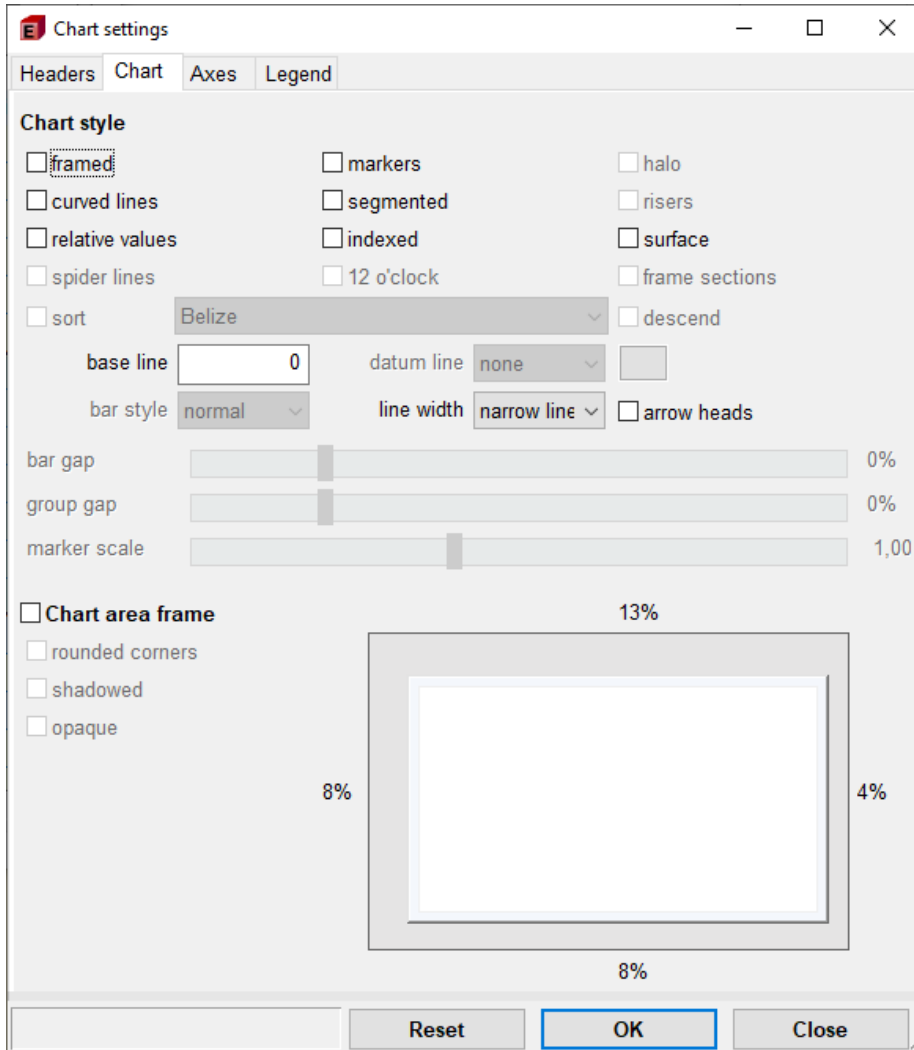 E Chart settings
Headers Chart Axes Legend
Chart style
framed markers halo
curved lines segmented risers
relative values indexed surface
spider lines 12 o'clock frame sections
sort Belize descend
base line 0 datum line none
bar style normal line width narrow line arrow heads
bar gap 0%
group gap 0%
marker scale 1,00
Chart area frame 13%
rounded corners
shadowed
opaque
8% 4%
8%
Reset OK Close